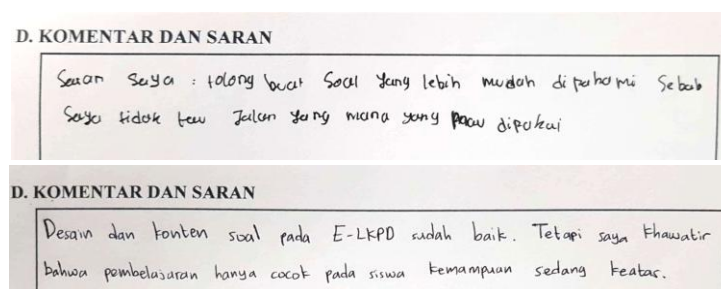 D. KOMENTAR DAN SARAN
Saran saya : tolong buat Soal yang lebih mudah dipahami Sebab
Saya tidak tau Jalan yang mana yang dipakai
D. KOMENTAR DAN SARAN
Desain dan konten soal pada E-LKPD sudah baik. Tetapi saya khawatir
bahwa pembelajaran hanya cocok pada siswa kemampuan sedang keatas.